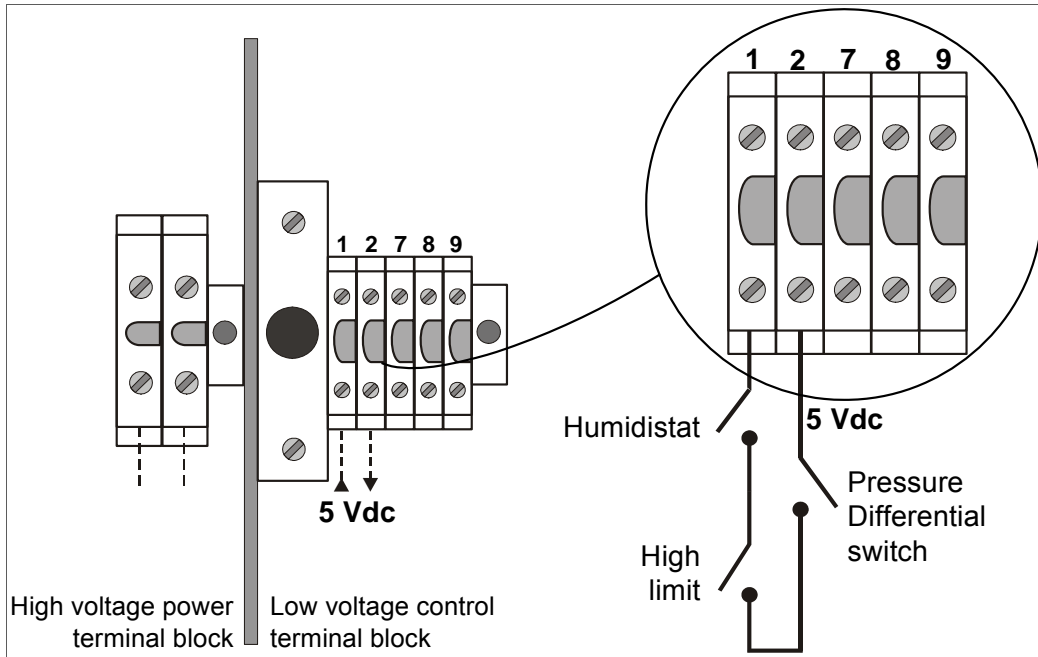 1 2 7 8 9
1 2 7 8 9
5 Vdc
Humidistat
5 Vdc
Pressure
Differential
switch
High
limit
High voltage power
terminal block
Low voltage control
terminal block